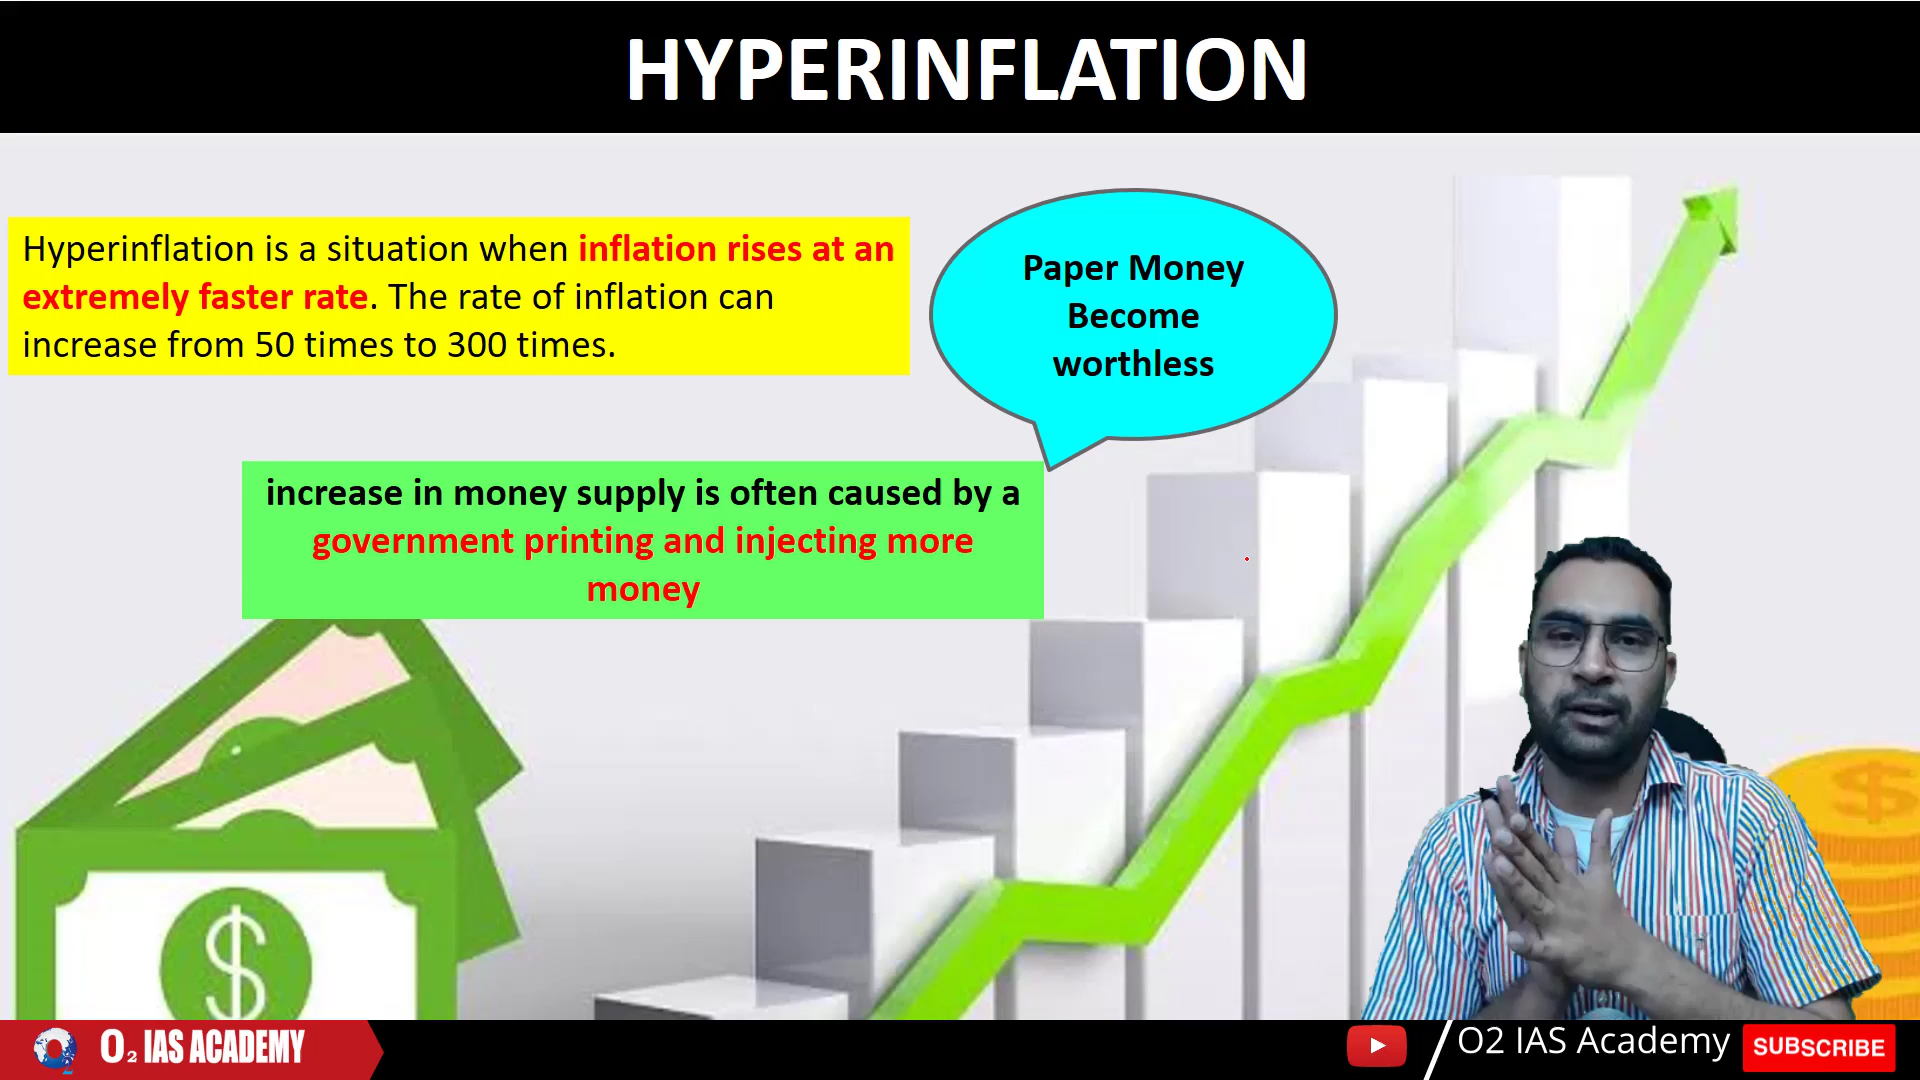 HYPERINFLATION
Hyperinflation is a situation when inflation rises at an
extremely faster rate. The rate of inflation can
increase from 50 times to 300 times.
Paper Money
Become
worthless
increase in money supply is often caused by a
government printing and injecting more
money
$
$
O₂ IAS ACADEMY
O2 IAS Academy
SUBSCRIBE